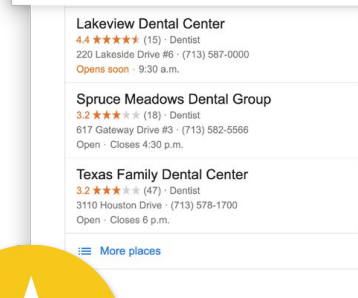 Lakeview Dental Center
4.4 ★★★★★ (15) · Dentist
220 Lakeside Drive #6 · (713) 587-0000
Opens soon · 9:30 a.m.
Spruce Meadows Dental Group
3.2 ★★★★★ (18) · Dentist
617 Gateway Drive #3 · (713) 582-5566
Open · Closes 4:30 p.m.
Texas Family Dental Center
3.2 ★★★★★ (47) · Dentist
3110 Houston Drive · (713) 578-1700
Open · Closes 6 p.m.
More places